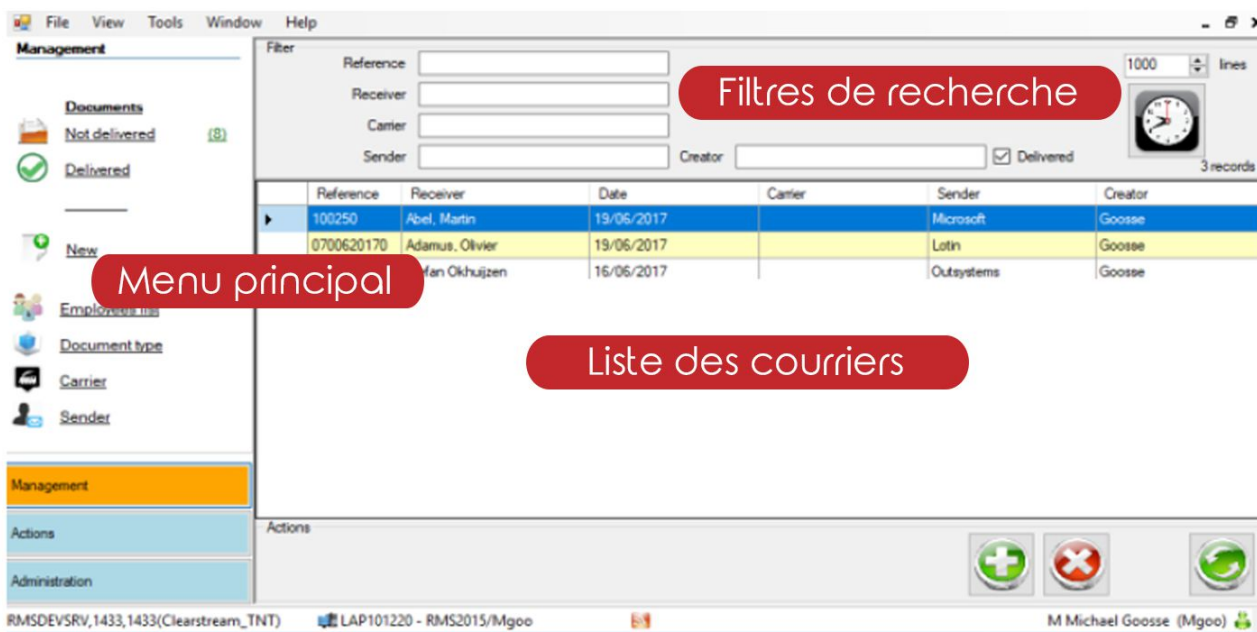 File View Tools Window Help
Management
Documents
Not delivered (8)
Delivered
New
Menu principal
Document type
Carrier
Sender
Management
Actions
Administration
Filter
Reference
Receiver
Carrier
Sender Creator Delivered
Filtres de recherche
1000 lines
3 records
Reference Receiver Date Carrier Sender Creator
100250 Abel, Martin 19/06/2017 Microsoft Goosse
0700620170 Adamus, Olivier 19/06/2017 Lotin Goosse
Okhuijzen 16/06/2017 Outsystems Goosse
Liste des courriers
Actions
RMSDEVSRV,1433,1433(Clearstream_TNT) LAP101220 - RMS2015/Mgoo M Michael Goosse (Mgoo)